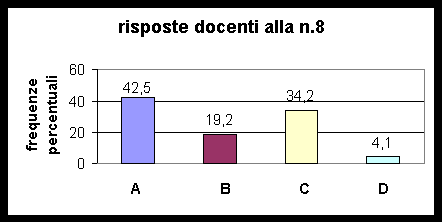 risposte docenti alla n.8
frequenze
percentuali
60
40
20
0
42,5
19,2
34,2
4,1
A B C D